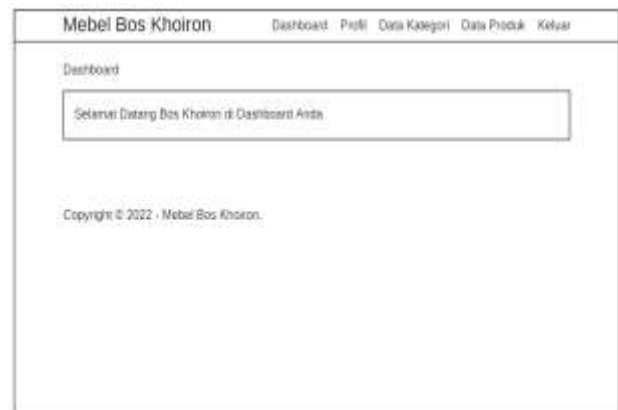 Mebel Bos Khoiron
Dashboard Profil Data Kategori Data Produk Keluar
Dashboard
Selamat Datang Bos Khoiron di Dashboard Anda
Copyright © 2022 - Mebel Bos Khoiron.